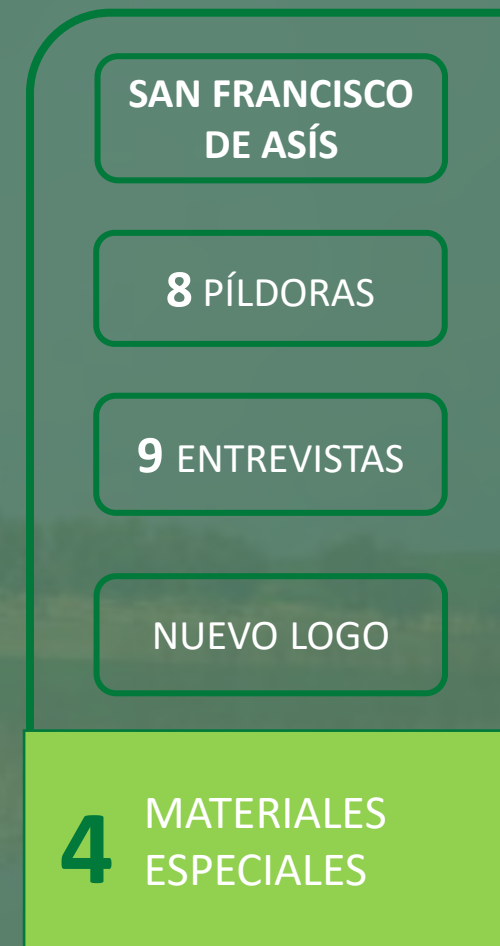 SAN FRANCISCO
DE ASÍS
8 PÍLDORAS
9 ENTREVISTAS
NUEVO LOGO
4 MATERIALES
ESPECIALES